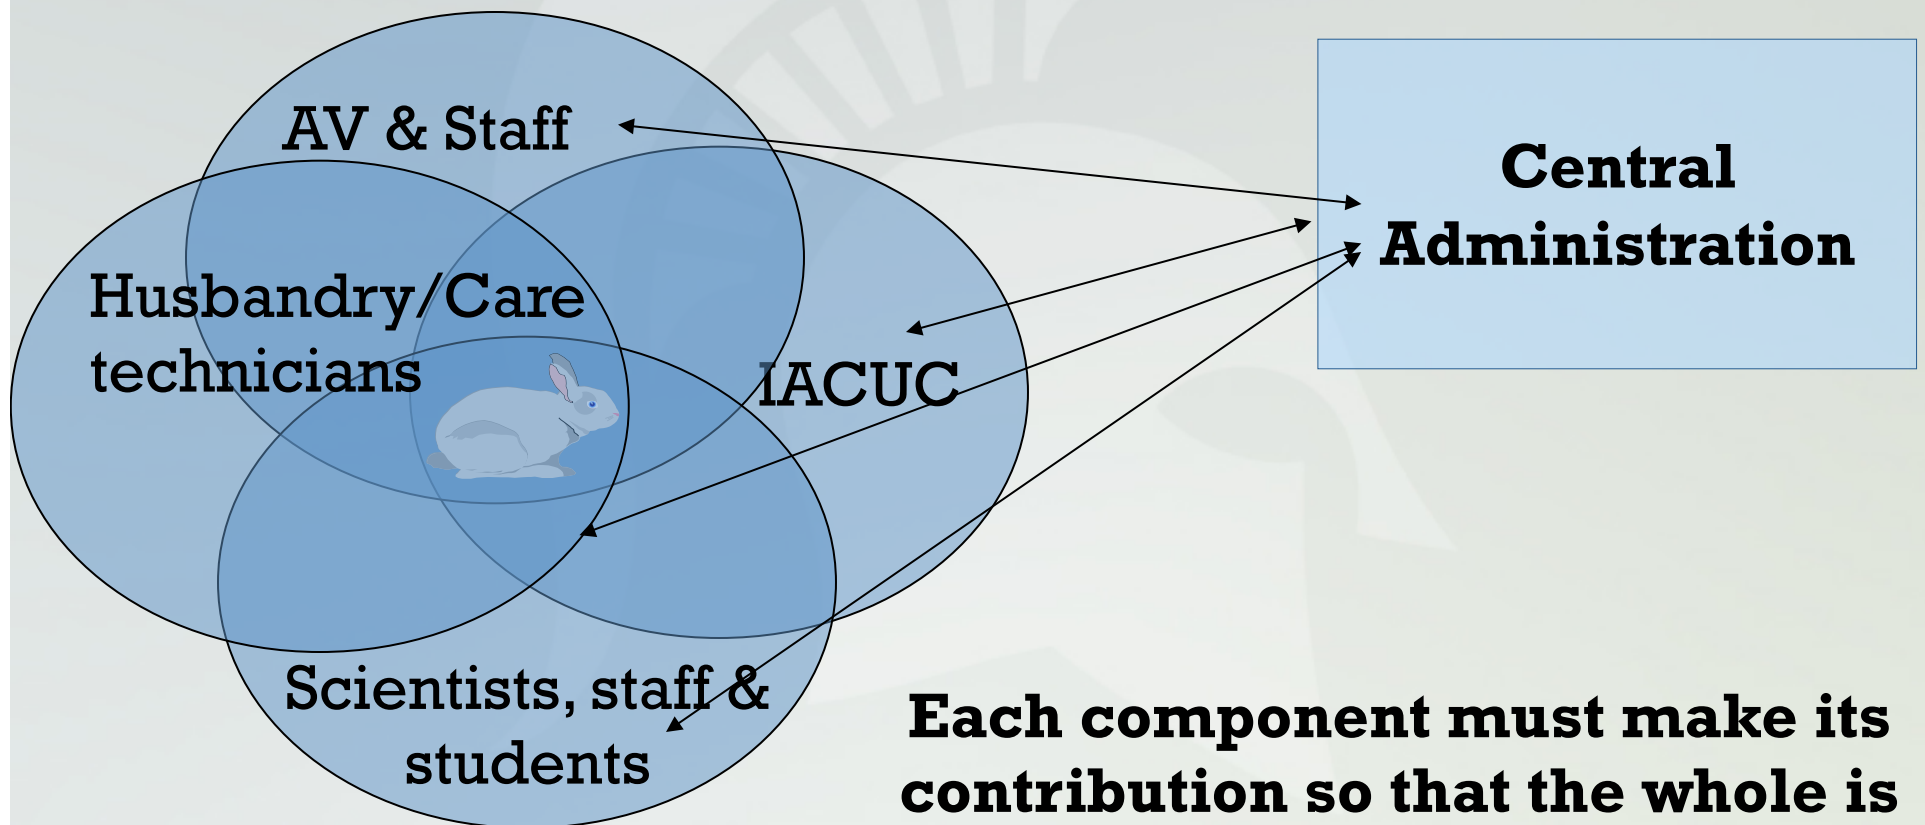 AV & Staff
Husbandry/Care
technicians
IACUC
Scientists, staff &
students
Central
Administration
Each component must make its
contribution so that the whole is